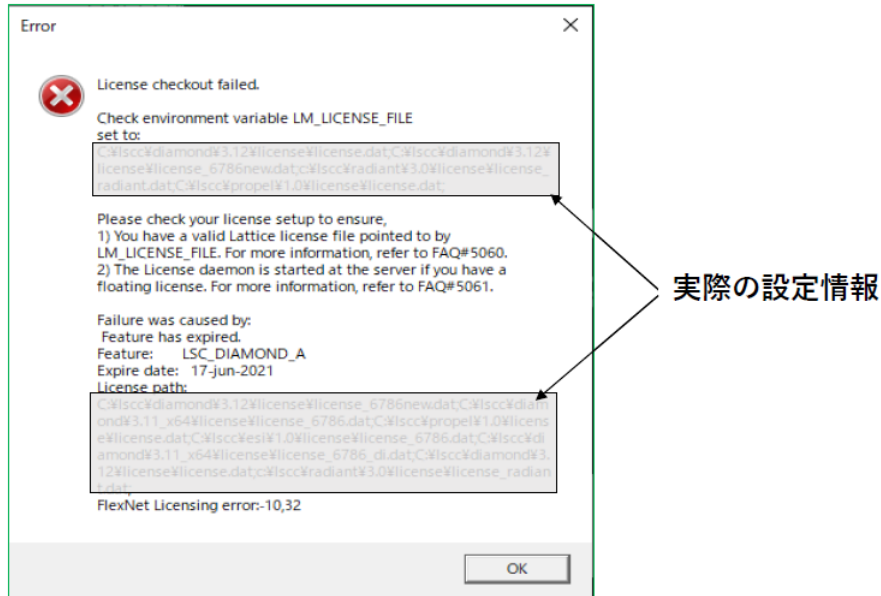 Error
License checkout failed.
Check environment variable LM_LICENSE_FILE
set to:
C:¥lscc¥diamond¥3.12¥license¥license.dat;C:¥lscc¥diamond¥3.12¥
license¥license_6786new.dat;c:¥lscc¥radiant¥3.0¥license¥license_
radiant.dat;C:¥lscc¥propel¥1.0¥license¥license.dat;
Please check your license setup to ensure,
1) You have a valid Lattice license file pointed to by
LM_LICENSE_FILE. For more information, refer to FAQ#5060.
2) The License daemon is started at the server if you have a
floating license. For more information, refer to FAQ#5061.
実際の設定情報
Failure was caused by:
Feature has expired.
Feature: LSC_DIAMOND_A
Expire date: 17-jun-2021
License path:
C:¥lscc¥diamond¥3.12¥license¥license_6786new.dat;C:¥lscc¥diam
ond¥3.11_x64¥license¥license_6786.dat;C:¥lscc¥propel¥1.0¥licens
e¥license.dat;C:¥lscc¥esi¥1.0¥license¥license_6786.dat;C:¥lscc¥di
amond¥3.11_x64¥license¥license_6786_di.dat;C:¥lscc¥diamond¥3.
12¥license¥license.dat;c:¥lscc¥radiant¥3.0¥license¥license_radian
t.dat;
FlexNet Licensing error:-10,32
OK